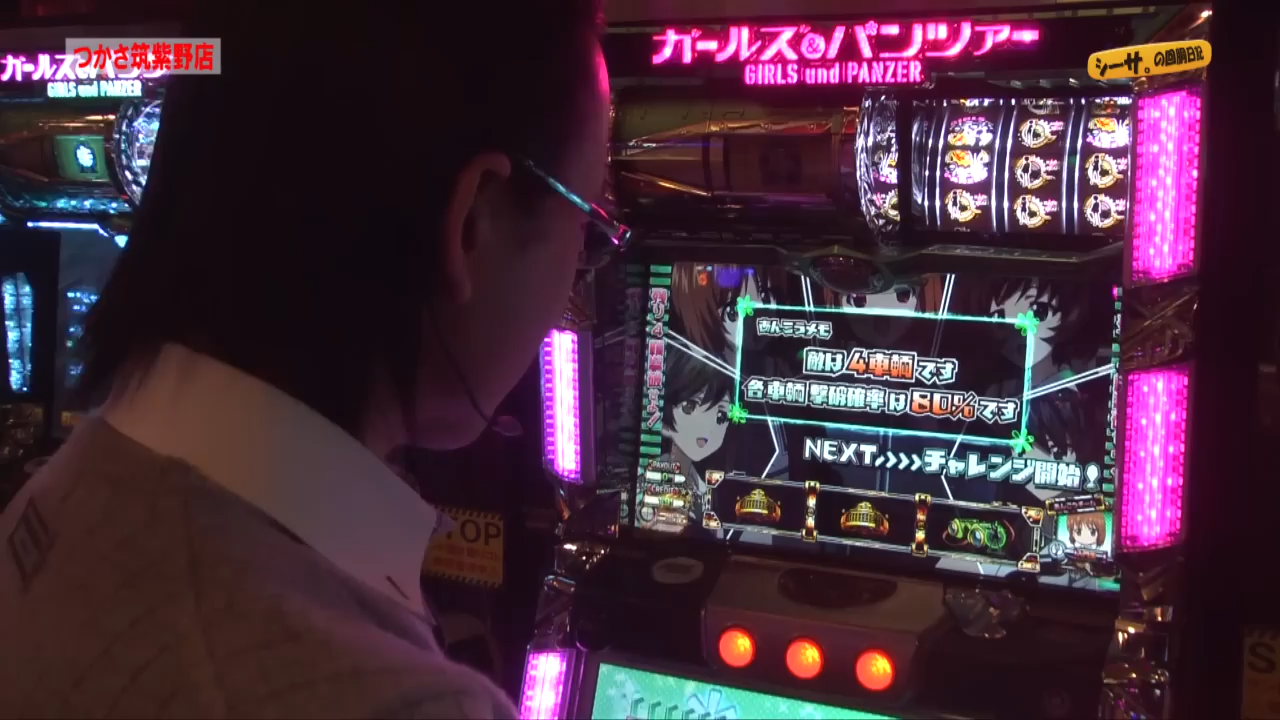 つかさ筑紫野店
シーサ。の回胴日記
ガールズ&パンツァー
GIRLS und PANZER
ガールズ&パン
GIRLS und PANZER
あんこうメモ
敵は4車輌です
各車輌撃破確率は80%です
NEXT>>>>チャレンジ開始!
PAYOUT
CREDIT
STOP